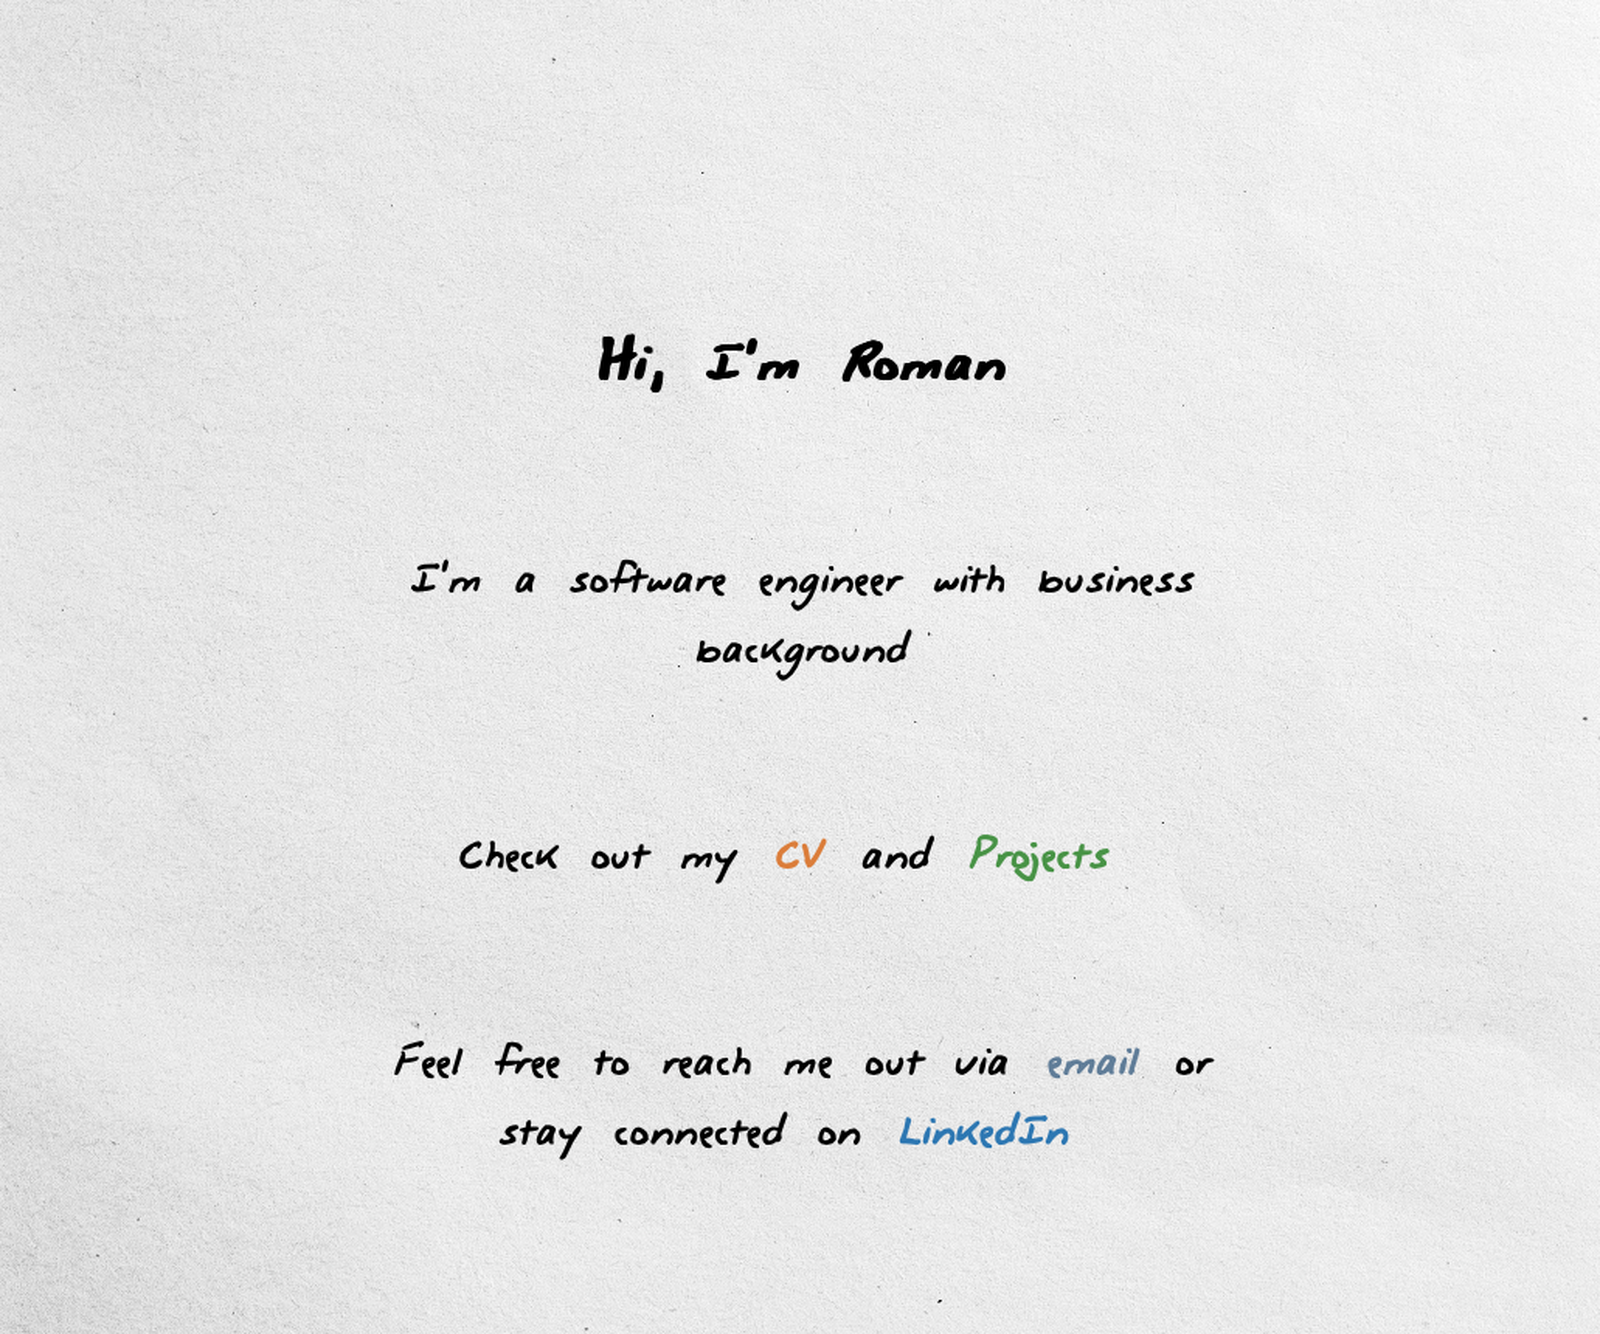 Hi, I'm Roman
I'm a software engineer with business
background
Check out my CV and Projects
Feel free to reach me out via email or
stay connected on LinkedIn